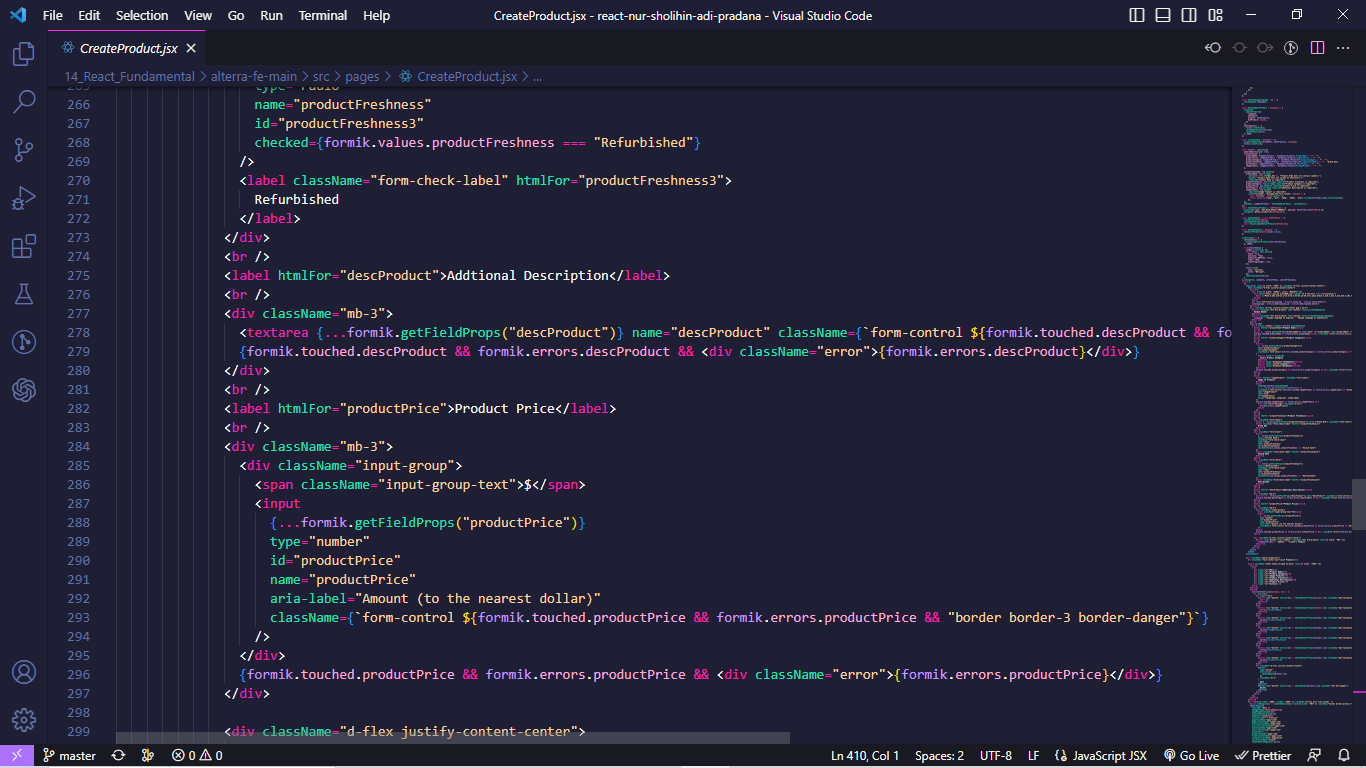 File Edit Selection View Go Run Terminal Help CreateProduct.jsx - react-nur-sholihin-adi-pradana - Visual Studio Code
CreateProduct.jsx
14_React_Fundamental > alterra-fe-main > src > pages > CreateProduct.jsx > ...
266 name="productFreshness"
267 id="productFreshness3"
268 checked={formik.values.productFreshness === "Refurbished"}
269 />
270 <label className="form-check-label" htmlFor="productFreshness3">
271 Refurbished
272 </label>
273 </div>
274 <br />
275 <label htmlFor="descProduct">Addtional Description</label>
276 <br />
277 <div className="mb-3">
278 <textarea {...formik.getFieldProps("descProduct")} name="descProduct" className={`form-control ${formik.touched.descProduct && fo
279 {formik.touched.descProduct && formik.errors.descProduct && <div className="error">{formik.errors.descProduct}</div>}
280 </div>
281 <br />
282 <label htmlFor="productPrice">Product Price</label>
283 <br />
284 <div className="mb-3">
285 <div className="input-group">
286 <span className="input-group-text">$</span>
287 <input
288 {...formik.getFieldProps("productPrice")}
289 type="number"
290 id="productPrice"
291 name="productPrice"
292 aria-label="Amount (to the nearest dollar)"
293 className={`form-control ${formik.touched.productPrice && formik.errors.productPrice && "border border-3 border-danger"}`}
294 />
295 </div>
296 {formik.touched.productPrice && formik.errors.productPrice && <div className="error">{formik.errors.productPrice}</div>}
297 </div>
298
299 <div className="d-flex justify-content-center">
master 0 0 Ln 410, Col 1 Spaces: 2 UTF-8 LF JavaScript JSX Go Live Prettier